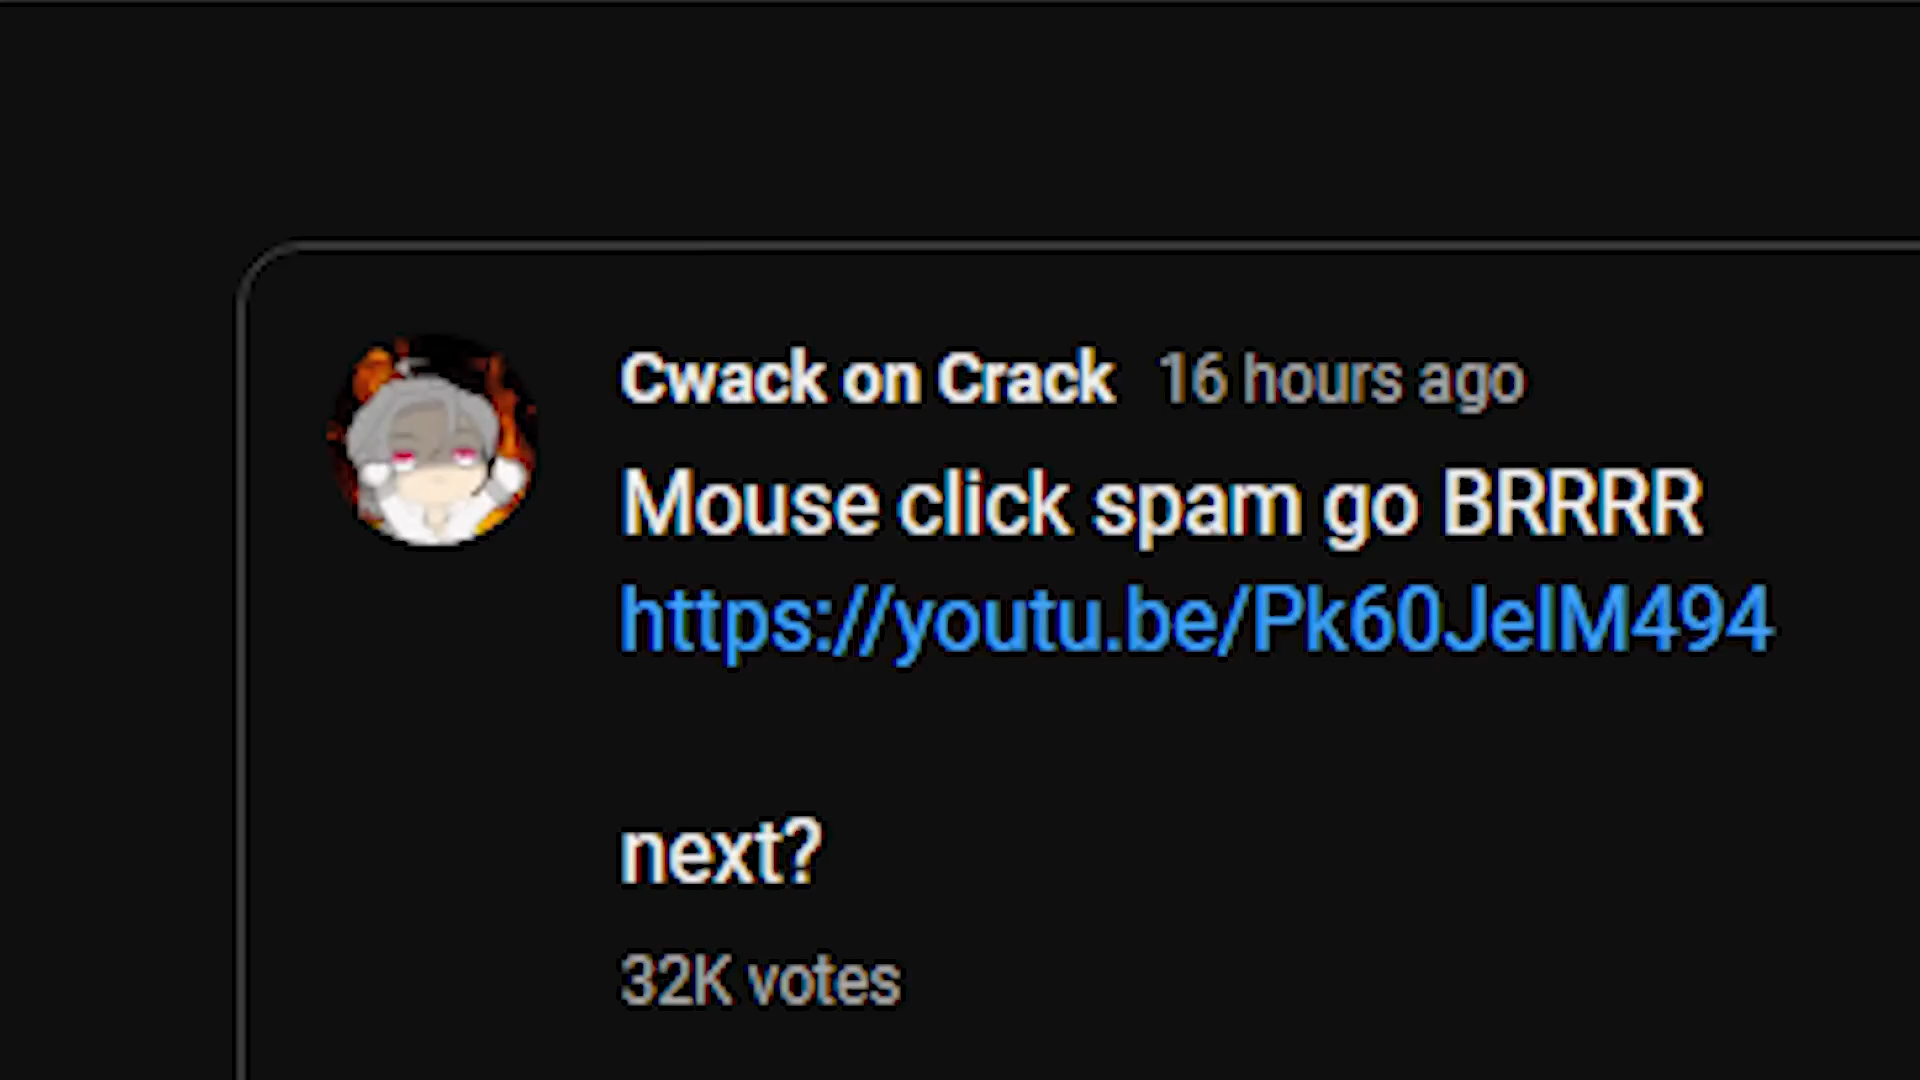 Cwack on Crack 16 hours ago
Mouse click spam go BRRRR
https://youtu.be/Pk60JeIM494
next?
32K votes